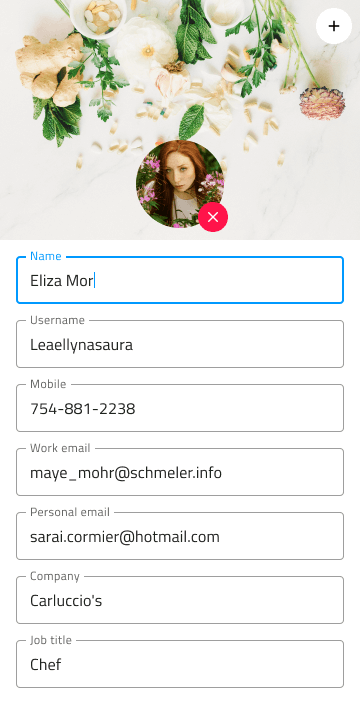 Name
Eliza Mor
Username
Leaellynasaura
Mobile
754-881-2238
Work email
maye_mohr@schmeler.info
Personal email
sarai.cormier@hotmail.com
Company
Carluccio's
Job title
Chef